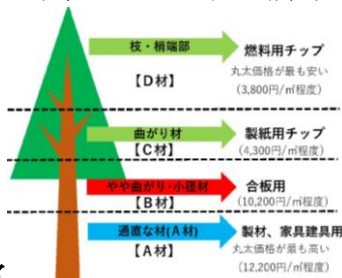 枝・梢端部
燃料用チップ
【D材】
丸太価格が最も安い
(3,800円/㎥程度)
曲がり材
製紙用チップ
【C材】
(4,300円/㎥程度)
やや曲がり・小径材
合板用
【B材】
(10,200円/㎥程度)
通直な材(A材)
製材、家具建具用
【A材】
丸太価格が最も高い
(12,200円/㎥程度)